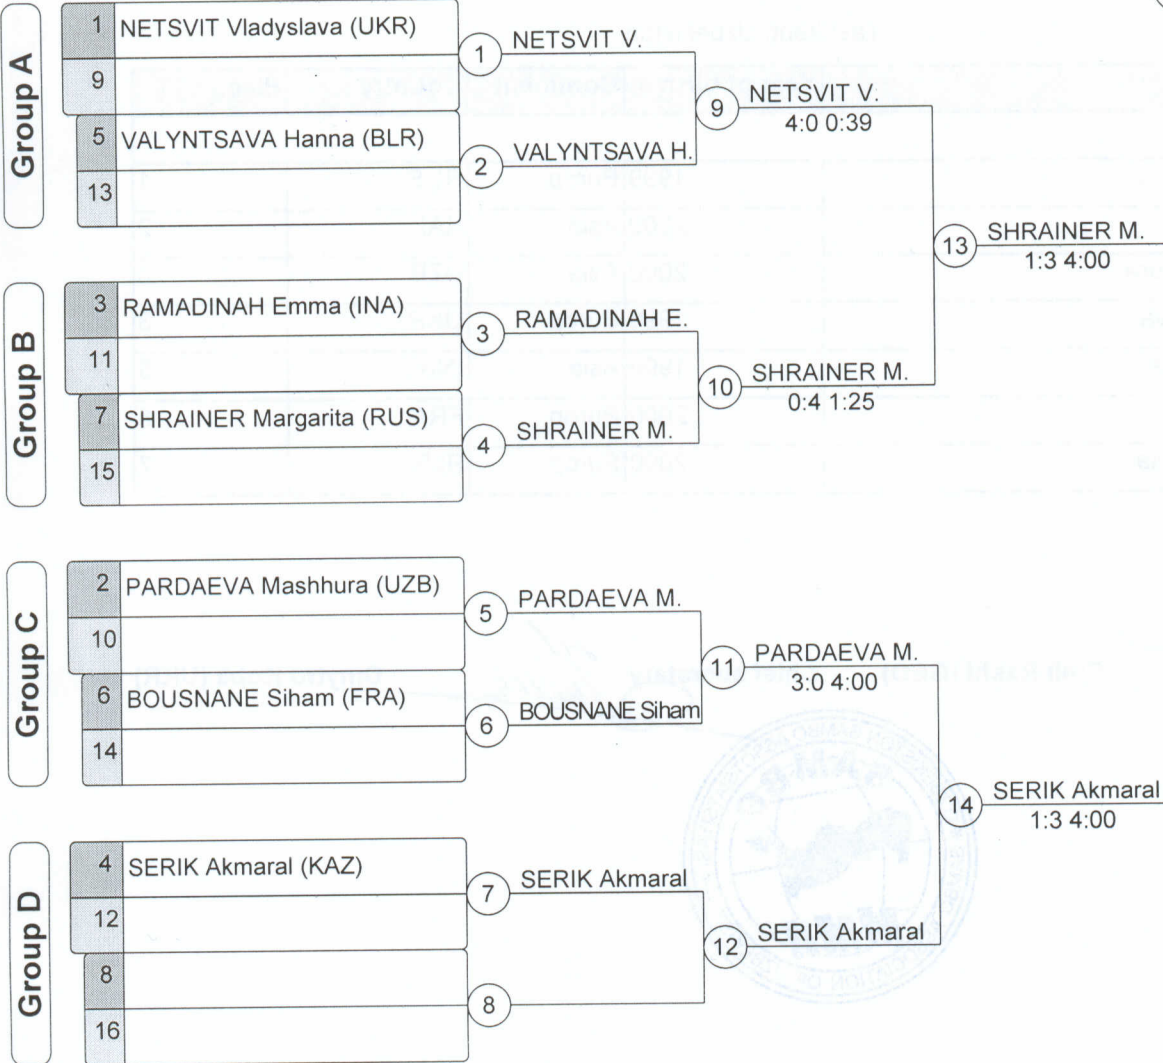 Group A
1 NETSVIT Vladyslava (UKR)
9
5 VALYNTSAVA Hanna (BLR)
13
1 NETSVIT V.
2 VALYNTSAVA H.
9 NETSVIT V.
4:0 0:39
Group B
3 RAMADINAH Emma (INA)
11
7 SHRAINER Margarita (RUS)
15
3 RAMADINAH E.
4 SHRAINER M.
10 SHRAINER M.
0:4 1:25
13 SHRAINER M.
1:3 4:00
Group C
2 PARDAEVA Mashhura (UZB)
10
6 BOUSNANE Siham (FRA)
14
5 PARDAEVA M.
6 BOUSNANE Siham
11 PARDAEVA M.
3:0 4:00
Group D
4 SERIK Akmaral (KAZ)
12
8
16
7 SERIK Akmaral
8
12 SERIK Akmaral
14 SERIK Akmaral
1:3 4:00